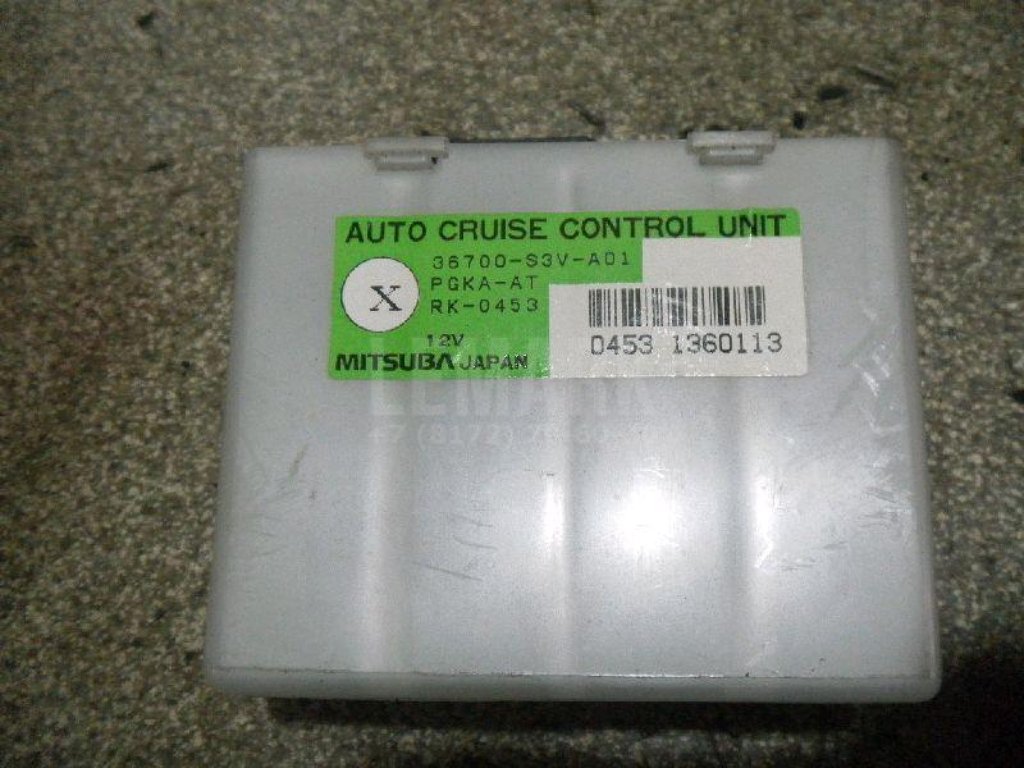 AUTO CRUISE CONTROL UNIT
36700-S3V-A01
X
PGKA-AT
RK-0453
12V
MITSUBA JAPAN
0453 1360113